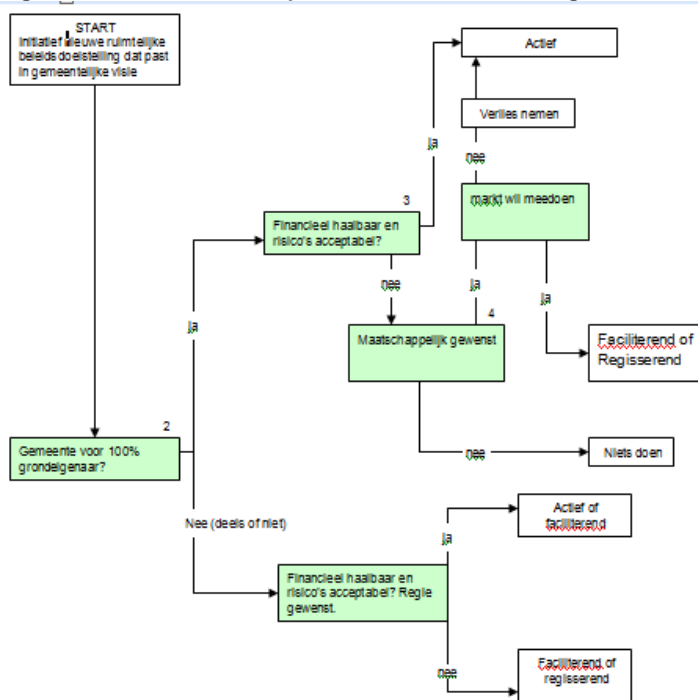 START
Initiatief nieuwe ruimtelijke
beleidsdoelstelling dat past
in gemeentelijke visie
Actief
Verlies nemen
ja
nee
markt wil meedoen
3
Financieel haalbaar en
risico's acceptabel?
nee
ja
ja
4
ja
Maatschappelijk gewenst
Faciliterend of
Regisserend
2
Gemeente voor 100%
grondeigenaar?
nee
Niets doen
Actief of
faciliterend
Nee (deels of niet)
ja
Financieel haalbaar en
risico's acceptabel? Regie
gewenst.
nee
Faciliterend of
regisserend